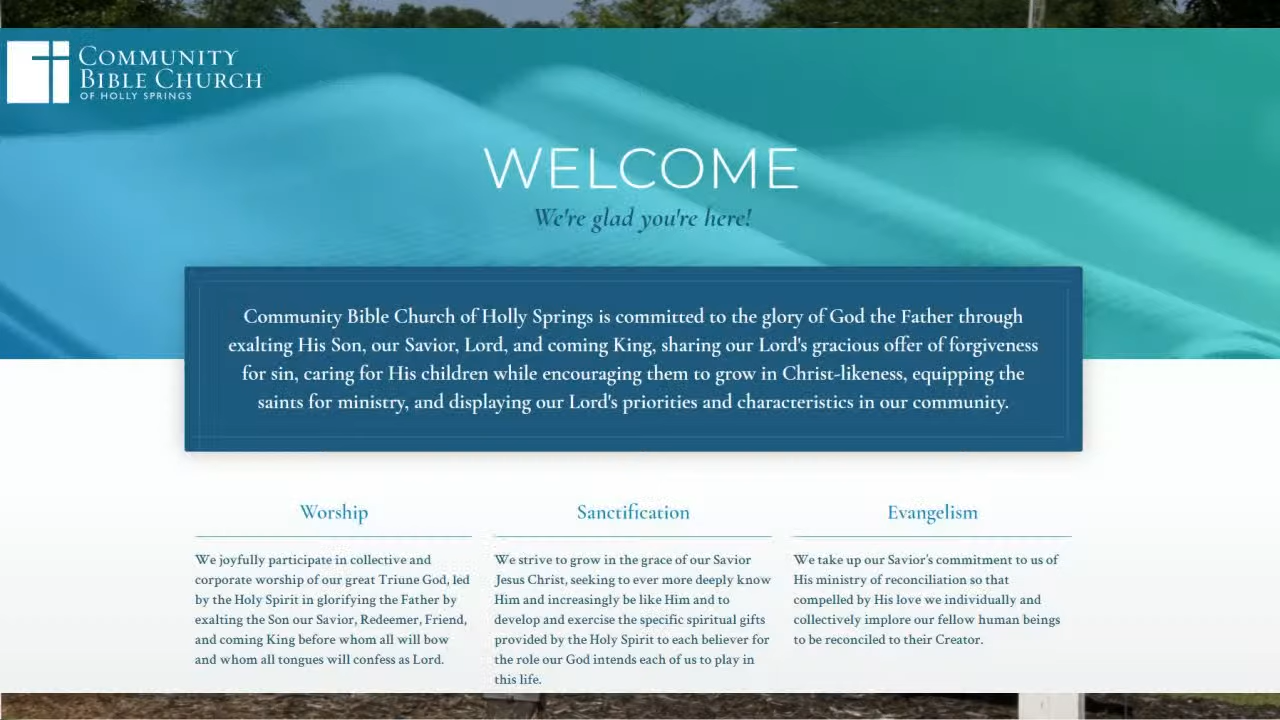 COMMUNITY
BIBLE CHURCH
OF HOLLY SPRINGS
WELCOME
We're glad you're here!
Community Bible Church of Holly Springs is committed to the glory of God the Father through
exalting His Son, our Savior, Lord, and coming King, sharing our Lord's gracious offer of forgiveness
for sin, caring for His children while encouraging them to grow in Christ-likeness, equipping the
saints for ministry, and displaying our Lord's priorities and characteristics in our community.
Worship
We joyfully participate in collective and
corporate worship of our great Triune God, led
by the Holy Spirit in glorifying the Father by
exalting the Son our Savior, Redeemer, Friend,
and coming King before whom all will bow
and whom all tongues will confess as Lord.
Sanctification
We strive to grow in the grace of our Savior
Jesus Christ, seeking to ever more deeply know
Him and increasingly be like Him and to
develop and exercise the specific spiritual gifts
provided by the Holy Spirit to each believer for
the role our God intends each of us to play in
this life.
Evangelism
We take up our Savior's commitment to us of
His ministry of reconciliation so that
compelled by His love we individually and
collectively implore our fellow human beings
to be reconciled to their Creator.